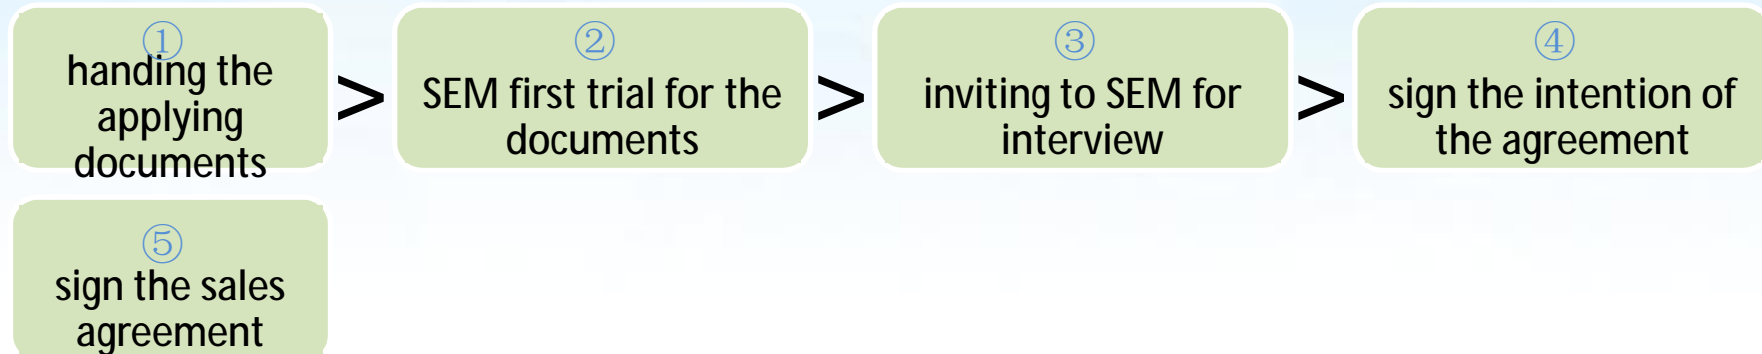 ①
handing the
applying
documents
>
②
SEM first trial for the
documents
>
③
inviting to SEM for
interview
>
④
sign the intention of
the agreement
⑤
sign the sales
agreement